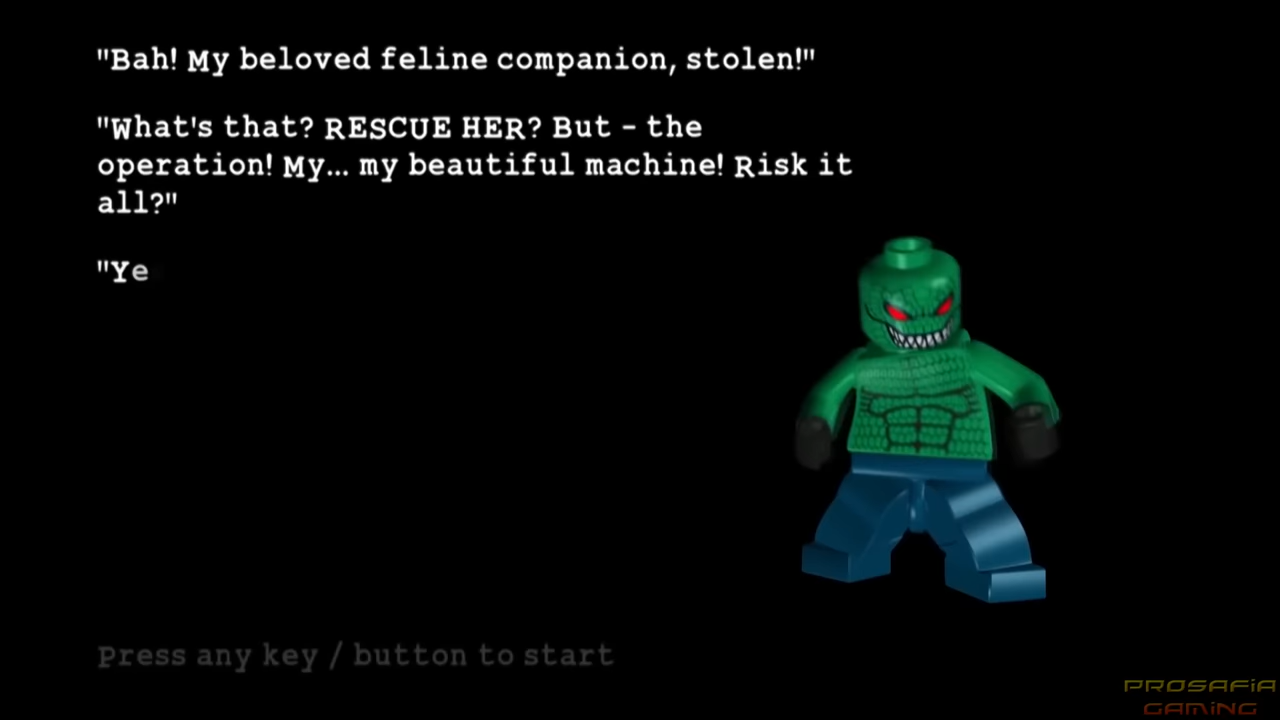 "Bah! My beloved feline companion, stolen!"
"What's that? RESCUE HER? But - the
operation! My... my beautiful machine! Risk it
all?"
"Ye
Press any key / button to start
PROSAFiA
GAMiNG